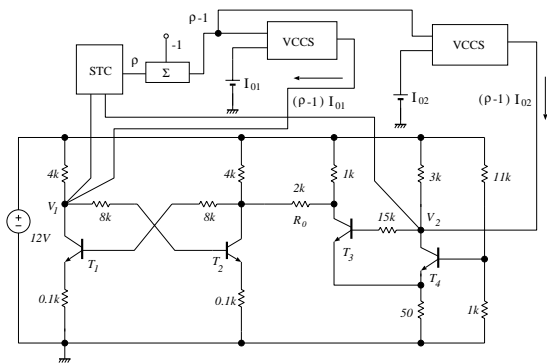 ρ-1
-1
STC
ρ
Σ
VCCS
VCCS
I01
I02
(ρ-1) I01
(ρ-1) I02
4k
4k
1k
3k
11k
2k
V1
8k
8k
R0
15k
V2
12V
T1
T2
T3
T4
0.1k
0.1k
50
1k